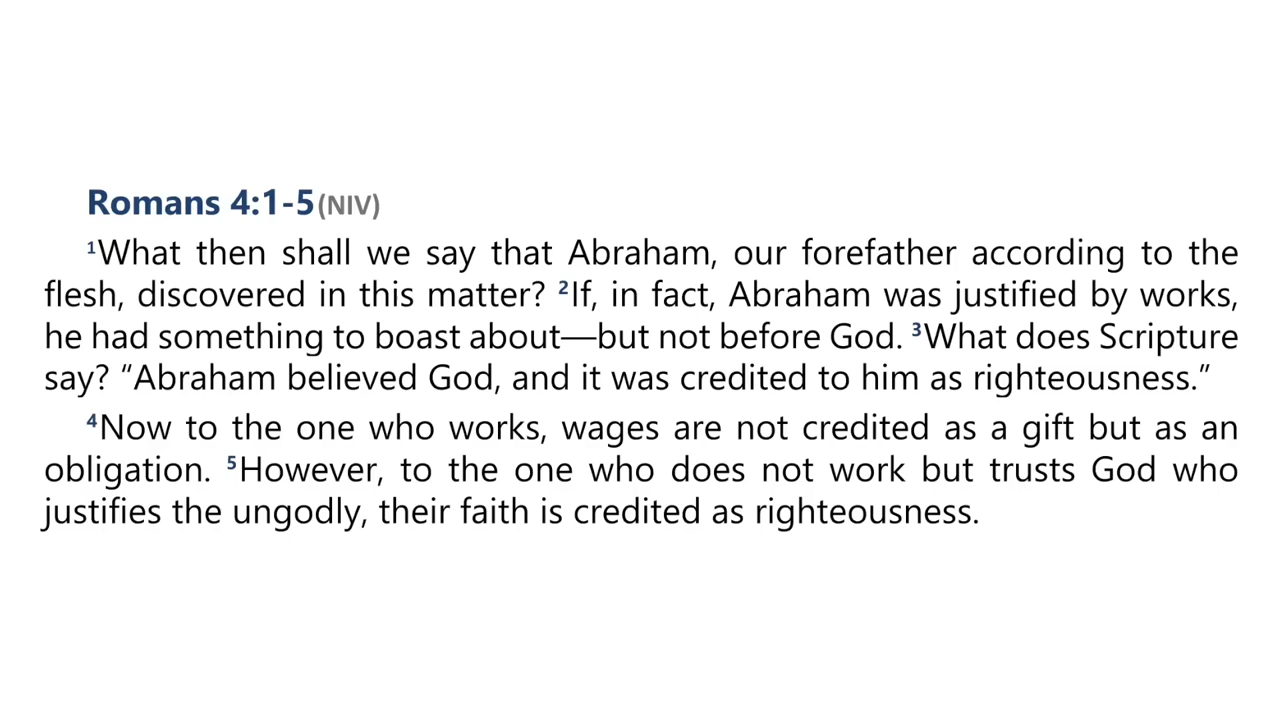 Romans 4:1-5 (NIV)
¹What then shall we say that Abraham, our forefather according to the
flesh, discovered in this matter? ²If, in fact, Abraham was justified by works,
he had something to boast about—but not before God. ³What does Scripture
say? “Abraham believed God, and it was credited to him as righteousness.”
⁴Now to the one who works, wages are not credited as a gift but as an
obligation. ⁵However, to the one who does not work but trusts God who
justifies the ungodly, their faith is credited as righteousness.